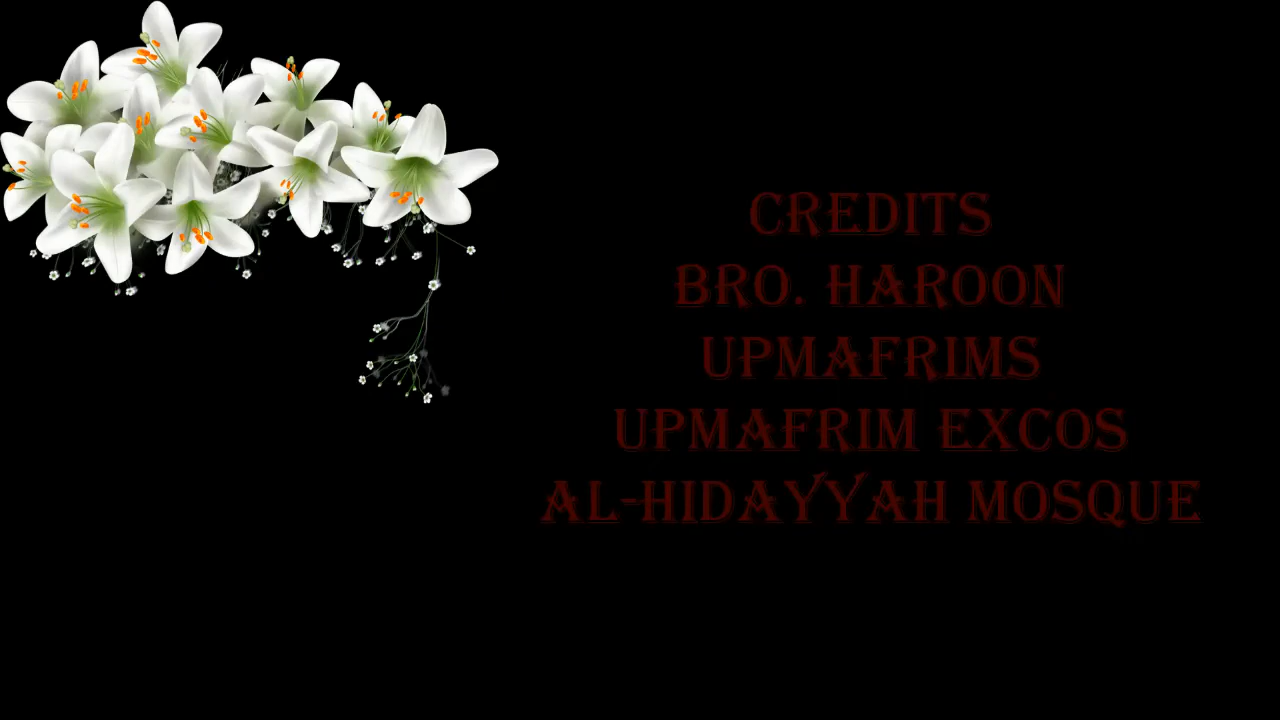 CREDITS
BRO. HAROON
UPMAFRIMS
UPMAFRIM EXCOS
AL-HIDAYYAH MOSQUE